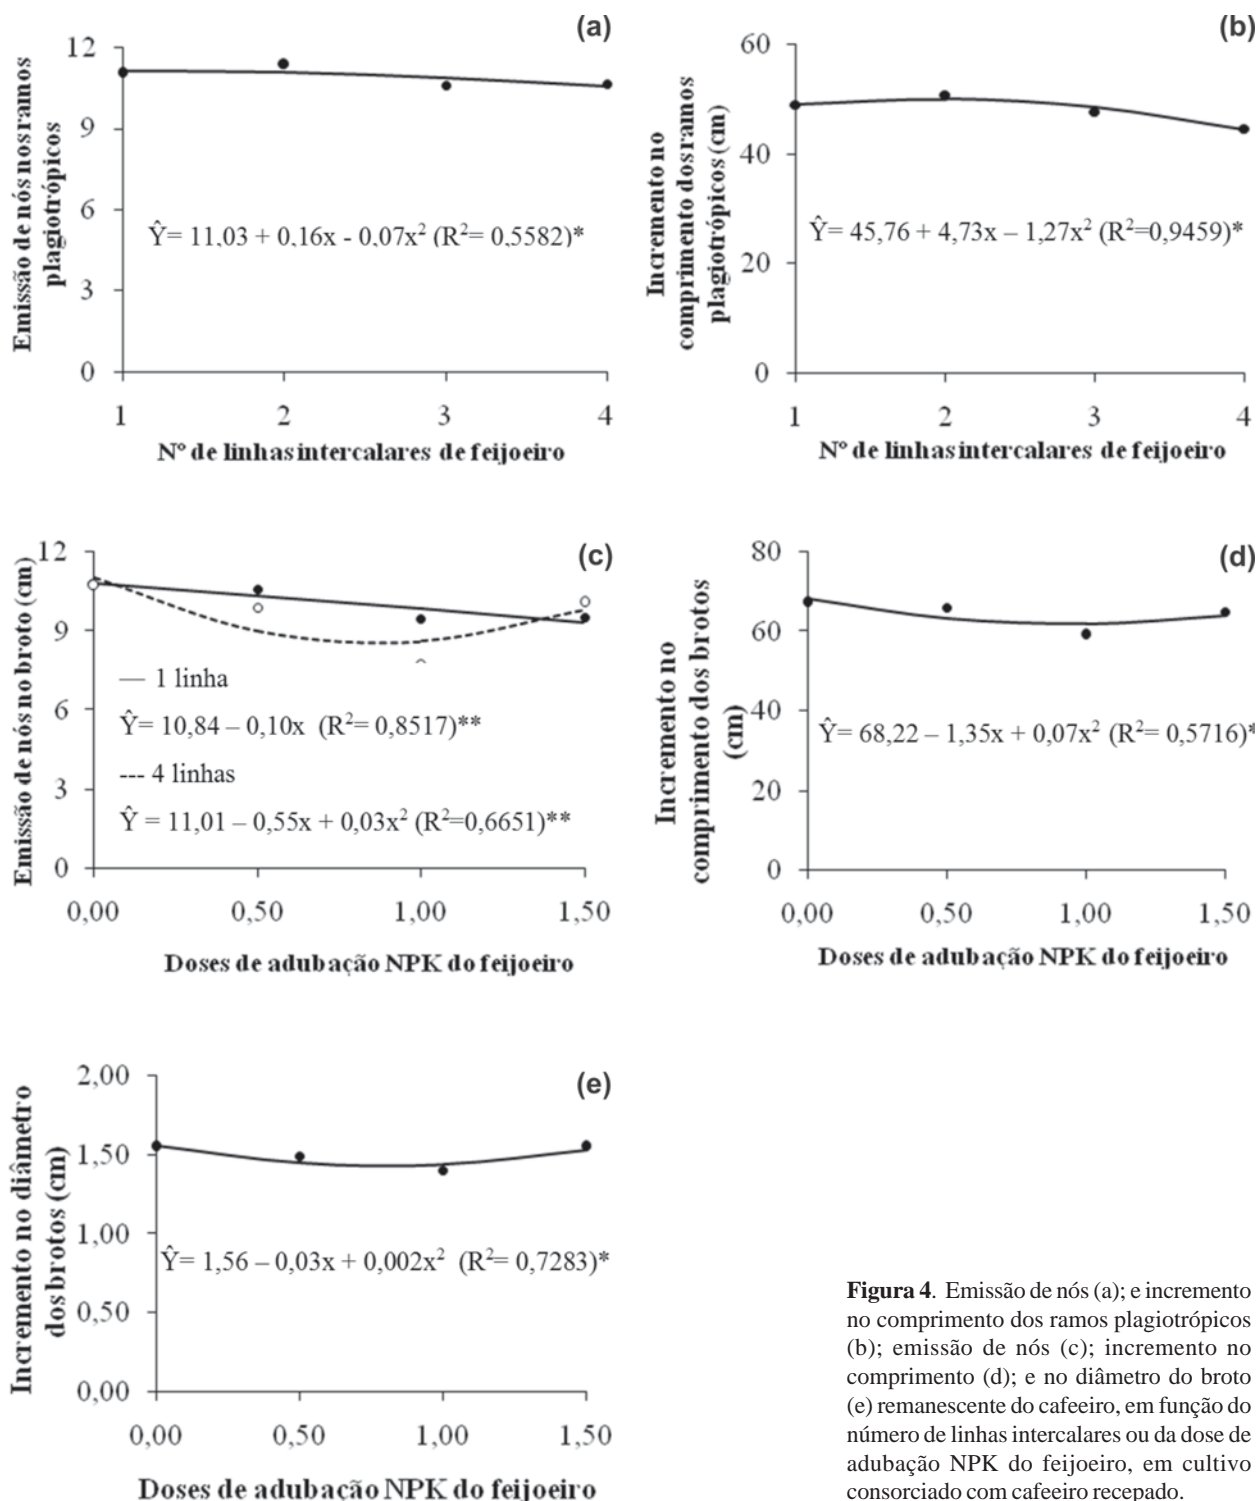 (a)
12
9
6
3
0
Emissão de nós nos ramos
plagiotrópicos
Ŷ= 11,03 + 0,16x - 0,07x² (R²= 0,5582)*
1 2 3 4
Nº de linhas intercalares de feijoeiro
(b)
60
40
20
0
Incremento no
comprimento dos ramos
plagiotrópicos (cm)
Ŷ= 45,76 + 4,73x – 1,27x² (R²=0,9459)*
1 2 3 4
Nº de linhas intercalares de feijoeiro
(c)
12
9
6
3
0
Emissão de nós no broto (cm)
— 1 linha
Ŷ= 10,84 – 0,10x (R²= 0,8517)**
--- 4 linhas
Ŷ = 11,01 – 0,55x + 0,03x² (R²=0,6651)**
0,00 0,50 1,00 1,50
Doses de adubação NPK do feijoeiro
(d)
80
60
40
20
0
Incremento no
comprimento dos brotos
(cm)
Ŷ= 68,22 – 1,35x + 0,07x² (R²= 0,5716)*
0,00 0,50 1,00 1,50
Doses de adubação NPK do feijoeiro
(e)
2,00
1,50
1,00
0,50
0,00
Incremento no diâmetro
dos brotos (cm)
Ŷ= 1,56 – 0,03x + 0,002x² (R²= 0,7283)*
0,00 0,50 1,00 1,50
Doses de adubação NPK do feijoeiro
Figura 4. Emissão de nós (a); e incremento
no comprimento dos ramos plagiotrópicos
(b); emissão de nós (c); incremento no
comprimento (d); e no diâmetro do broto
(e) remanescente do cafeeiro, em função do
número de linhas intercalares ou da dose de
adubação NPK do feijoeiro, em cultivo
consorciado com cafeeiro recepado.